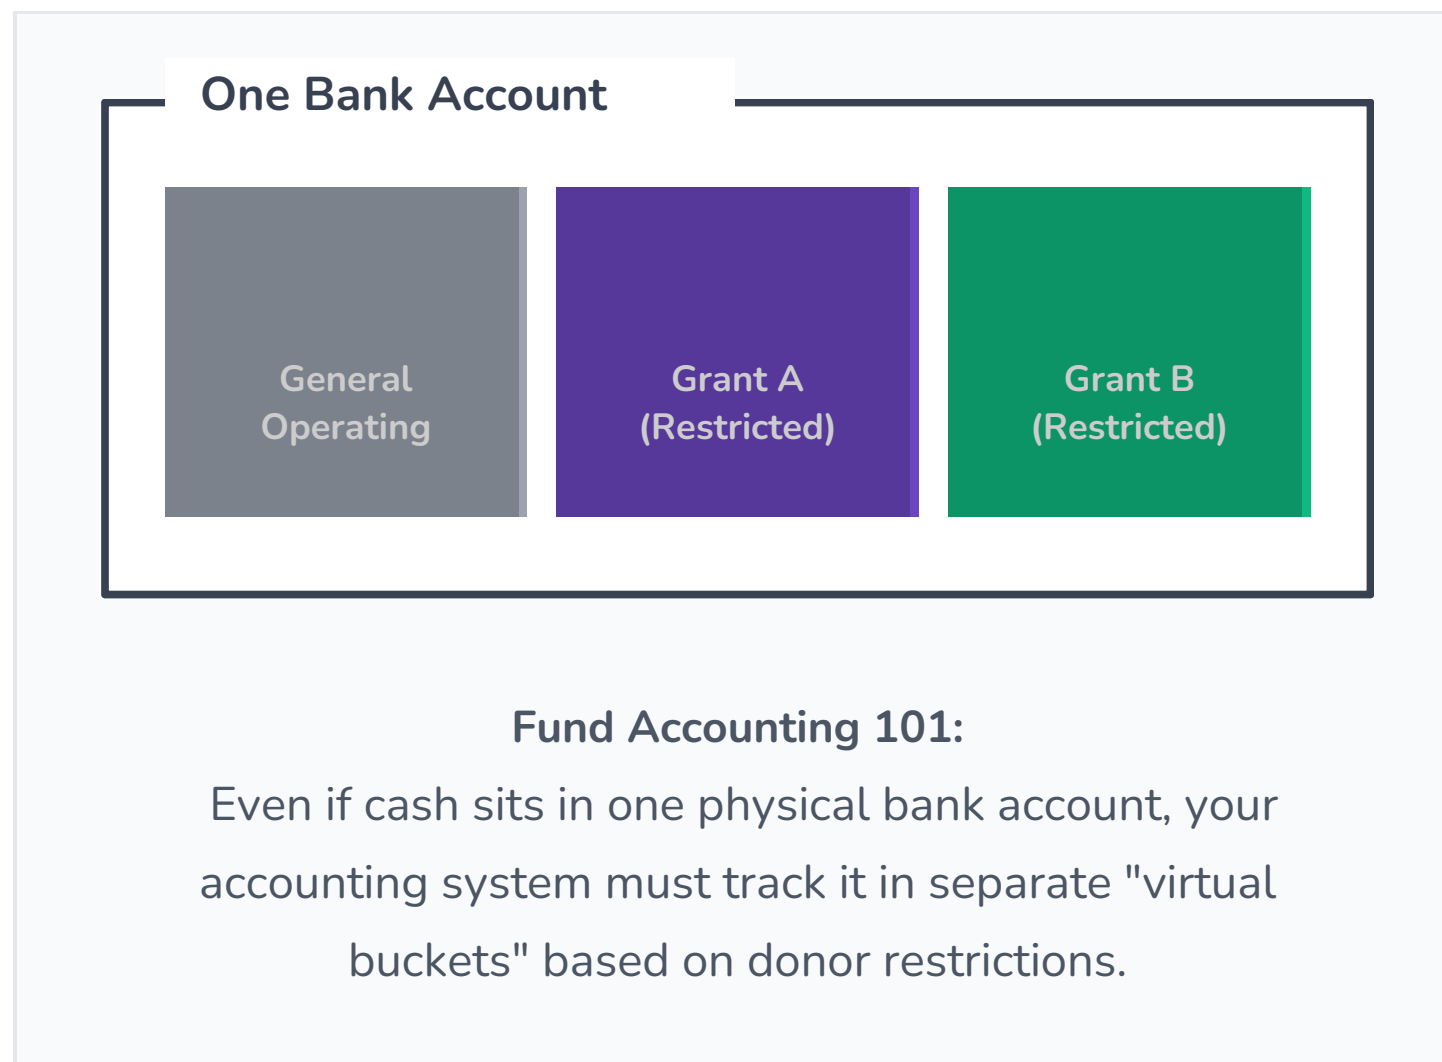 One Bank Account
General
Operating
Grant A
(Restricted)
Grant B
(Restricted)
Fund Accounting 101:
Even if cash sits in one physical bank account, your
accounting system must track it in separate "virtual
buckets" based on donor restrictions.